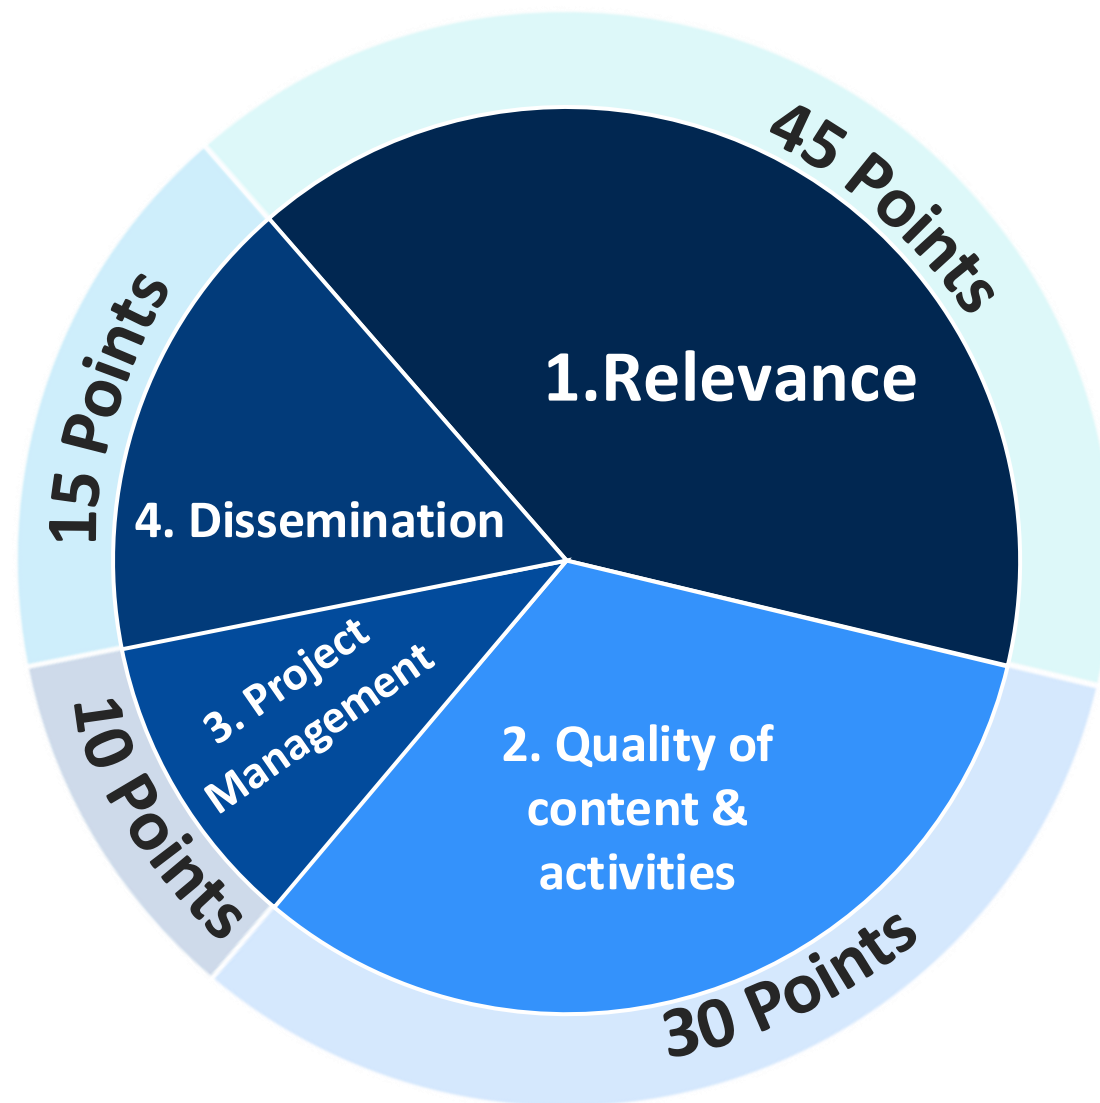 45 Points
1.Relevance
15 Points
4. Dissemination
3. Project
Management
10 Points
2. Quality of
content &
activities
30 Points